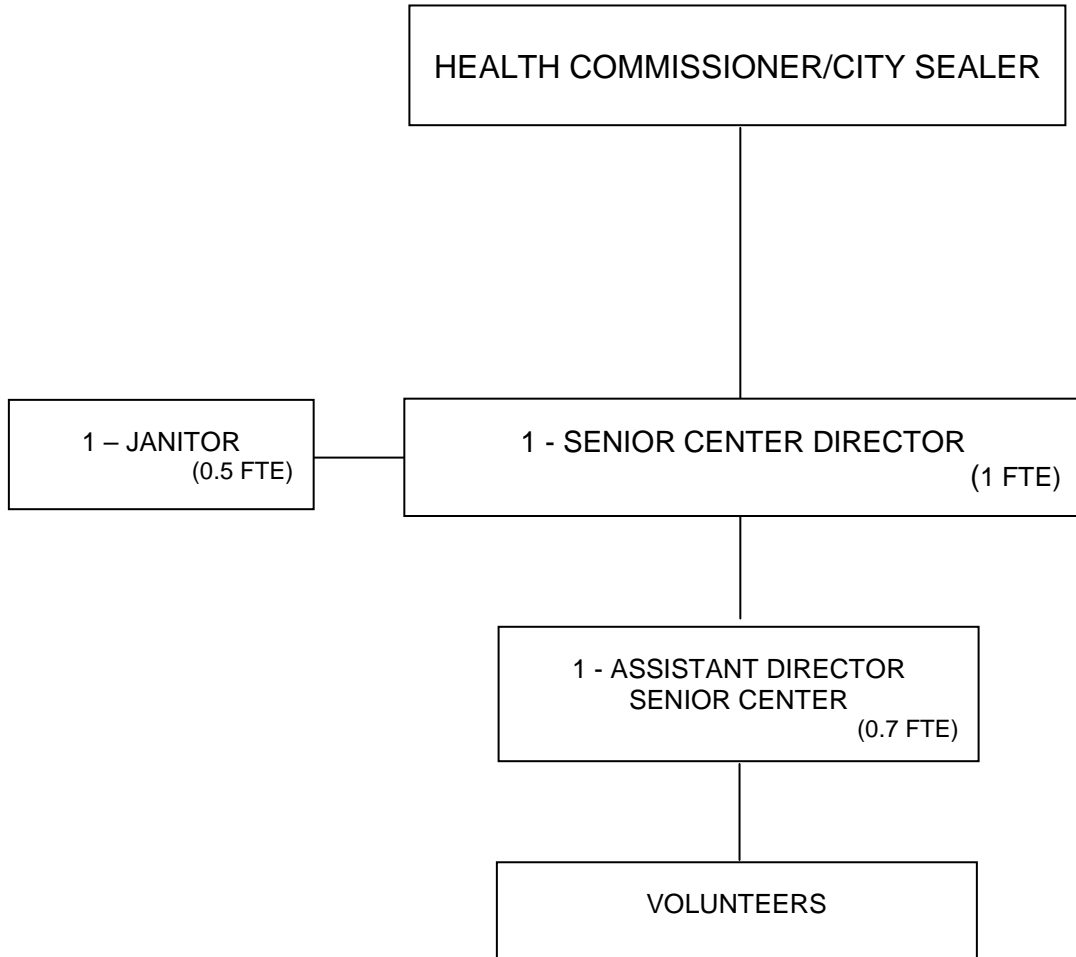 HEALTH COMMISSIONER/CITY SEALER
1 – JANITOR
(0.5 FTE)
1 - SENIOR CENTER DIRECTOR
(1 FTE)
1 - ASSISTANT DIRECTOR
SENIOR CENTER
(0.7 FTE)
VOLUNTEERS